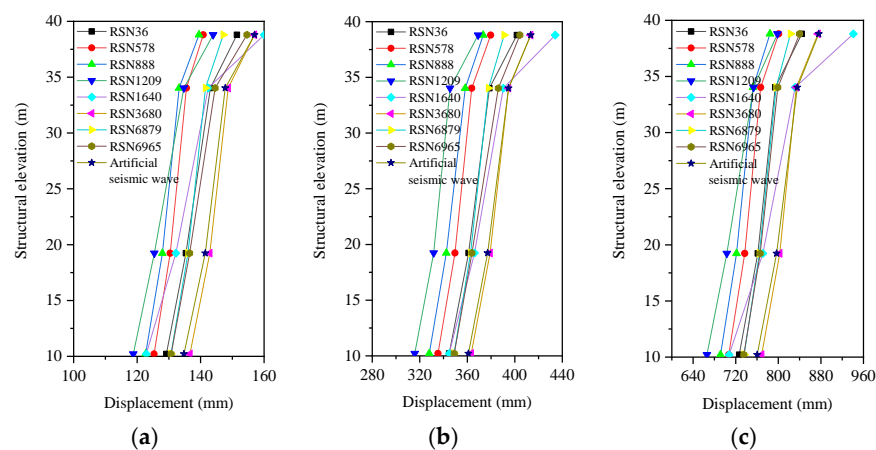 40
35
30
25
20
15
10
Structural elevation (m)
RSN36
RSN578
RSN888
RSN1209
RSN1640
RSN3680
RSN6879
RSN6965
Artificial
seismic wave
100 120 140 160
Displacement (mm)
(a)
40
35
30
25
20
15
10
Structural elevation (m)
RSN36
RSN578
RSN888
RSN1209
RSN1640
RSN3680
RSN6879
RSN6965
Artificial
seismic wave
280 320 360 400 440
Displacement (mm)
(b)
40
35
30
25
20
15
10
Structural elevation (m)
RSN36
RSN578
RSN888
RSN1209
RSN1640
RSN3680
RSN6879
RSN6965
Artificial
seismic wave
640 720 800 880 960
Displacement (mm)
(c)